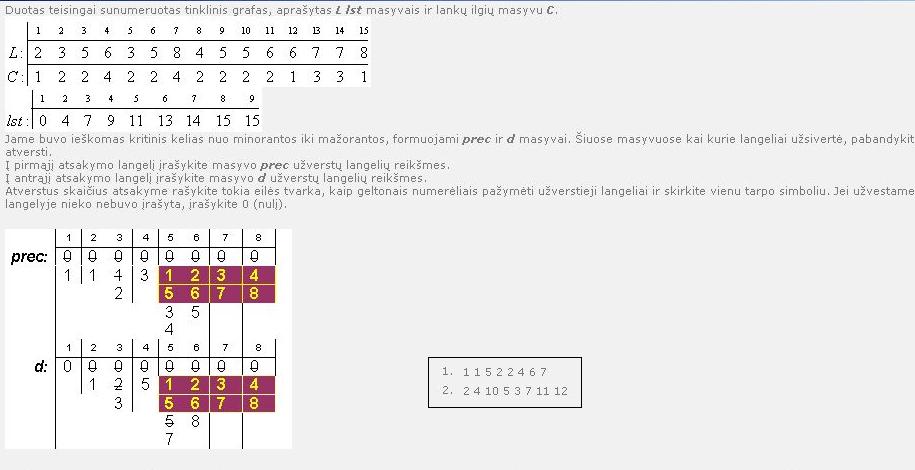 Duotas teisingai sunumeruotas tinklinis grafas, aprašytas L lst masyvais ir lankų ilgių masyvu C.
1 2 3 4 5 6 7 8 9 10 11 12 13 14 15
L: 2 3 5 6 3 5 8 4 5 5 6 6 7 7 8
C: 1 2 2 4 2 2 4 2 2 2 2 1 3 3 1
1 2 3 4 5 6 7 8 9
lst: 0 4 7 9 11 13 14 15 15
Jame buvo ieškomas kritinis kelias nuo minorantos iki mažorantos, formuojami prec ir d masyvai. Šiuose masyvuose kai kurie langeliai užsivertė, pabandykit
atversti.
Į pirmąjį atsakymo langelį įrašykite masyvo prec užverstų langelių reikšmes.
Į antrąjį atsakymo langelį įrašykite masyvo d užverstų langelių reikšmes.
Atverstus skaičius atsakyme rašykite tokia eilės tvarka, kaip geltonais numerėliais pažymėti užverstieji langeliai ir skirkite vienu tarpo simboliu. Jei užvestame
langelyje nieko nebuvo įrašyta, įrašykite 0 (nulį).
1 2 3 4 5 6 7 8
prec: 0 0 0 0 0 0 0 0
1 1 4 3 1 2 3 4
2 5 6 7 8
3 5
4
1 2 3 4 5 6 7 8
d: 0 0 0 0 0 0 0 0
1 2 5 1 2 3 4
3 5 6 7 8
5 8
7
1. 1 1 5 2 2 4 6 7
2. 2 4 10 5 3 7 11 12